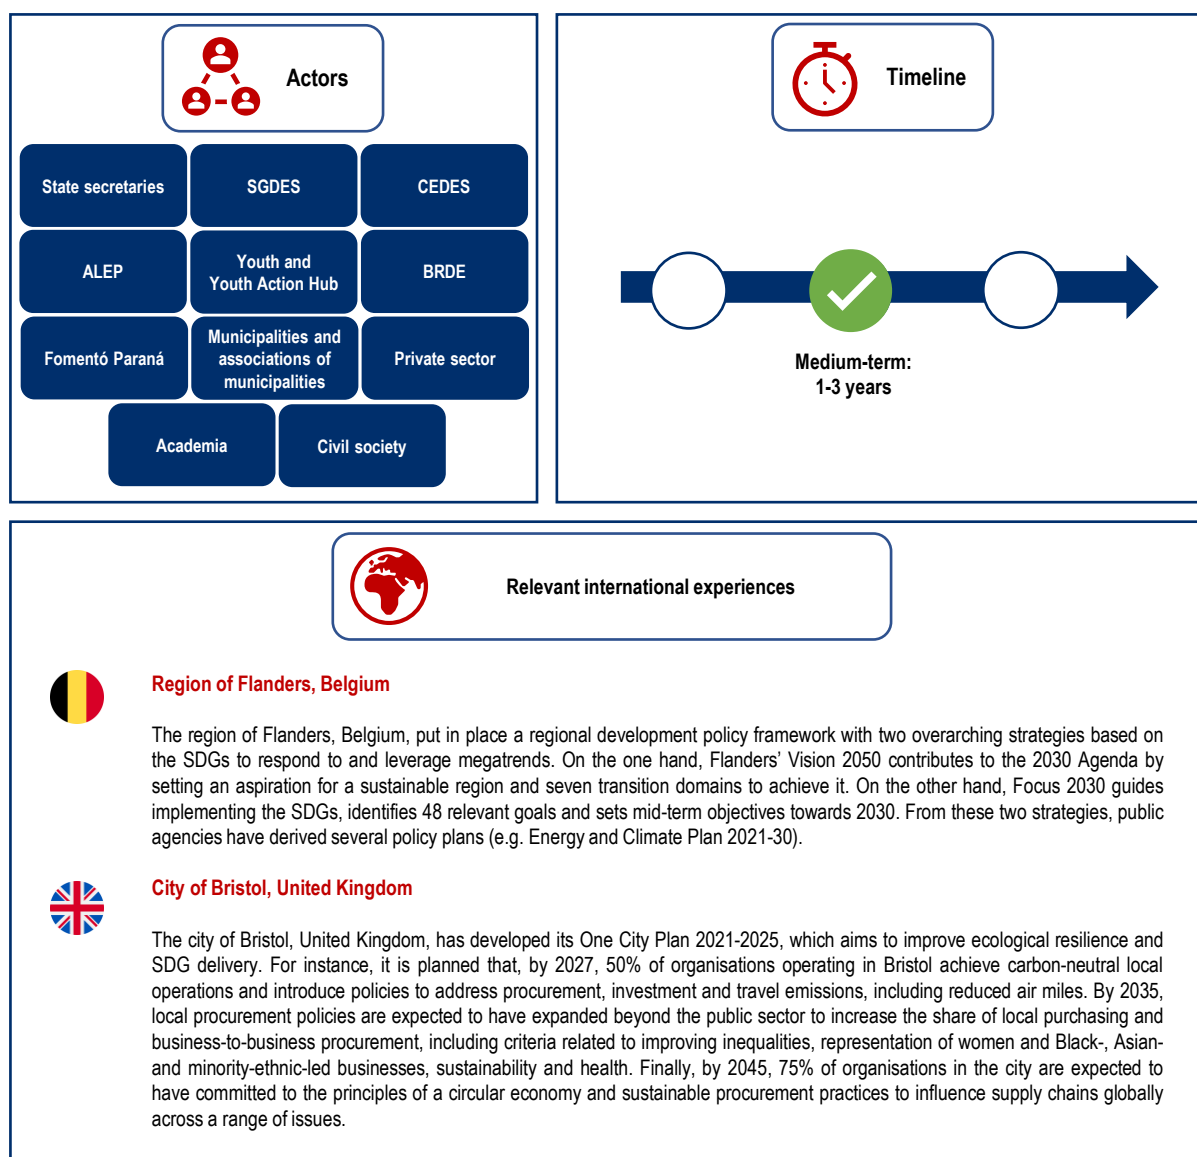 Actors
State secretaries
SGDES
CEDES
ALEP
Youth and
Youth Action Hub
BRDE
Fomentó Paraná
Municipalities and
associations of
municipalities
Private sector
Academia
Civil society
Timeline
Medium-term:
1-3 years
Relevant international experiences
Region of Flanders, Belgium
The region of Flanders, Belgium, put in place a regional development policy framework with two overarching strategies based on
the SDGs to respond to and leverage megatrends. On the one hand, Flanders’ Vision 2050 contributes to the 2030 Agenda by
setting an aspiration for a sustainable region and seven transition domains to achieve it. On the other hand, Focus 2030 guides
implementing the SDGs, identifies 48 relevant goals and sets mid-term objectives towards 2030. From these two strategies, public
agencies have derived several policy plans (e.g. Energy and Climate Plan 2021-30).
City of Bristol, United Kingdom
The city of Bristol, United Kingdom, has developed its One City Plan 2021-2025, which aims to improve ecological resilience and
SDG delivery. For instance, it is planned that, by 2027, 50% of organisations operating in Bristol achieve carbon-neutral local
operations and introduce policies to address procurement, investment and travel emissions, including reduced air miles. By 2035,
local procurement policies are expected to have expanded beyond the public sector to increase the share of local purchasing and
business-to-business procurement, including criteria related to improving inequalities, representation of women and Black-, Asian-
and minority-ethnic-led businesses, sustainability and health. Finally, by 2045, 75% of organisations in the city are expected to
have committed to the principles of a circular economy and sustainable procurement practices to influence supply chains globally
across a range of issues.